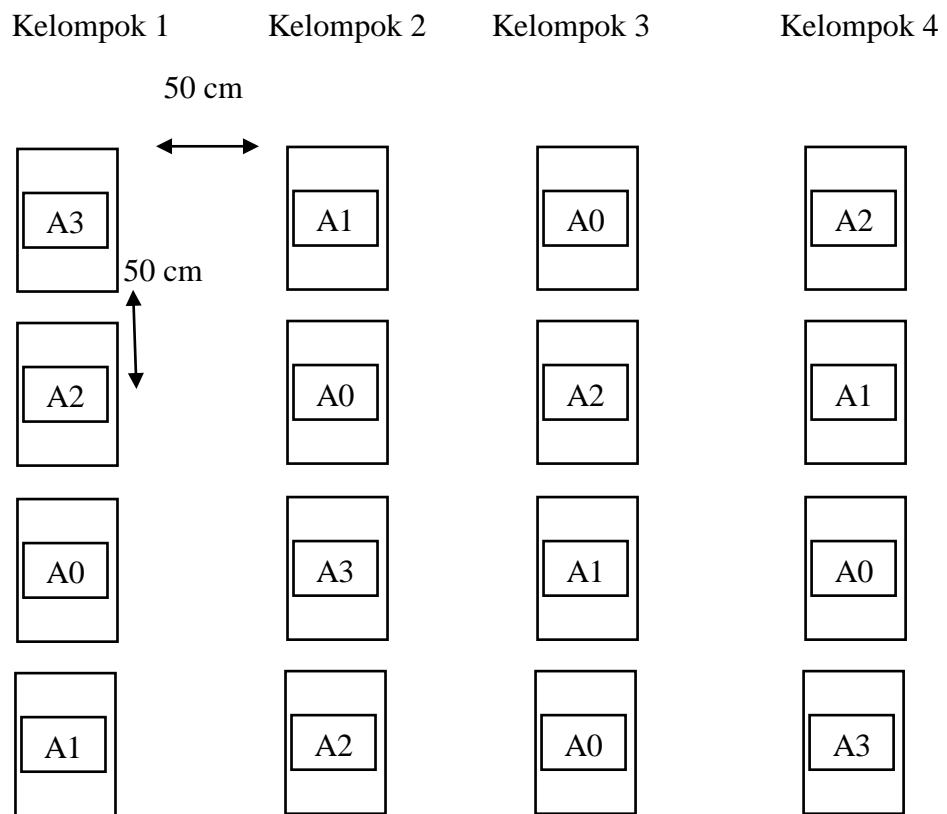 Kelompok 1 Kelompok 2 Kelompok 3 Kelompok 4
50 cm
A3 A1 A0 A2
50 cm
A2 A0 A2 A1
A0 A3 A1 A0
A1 A2 A0 A3